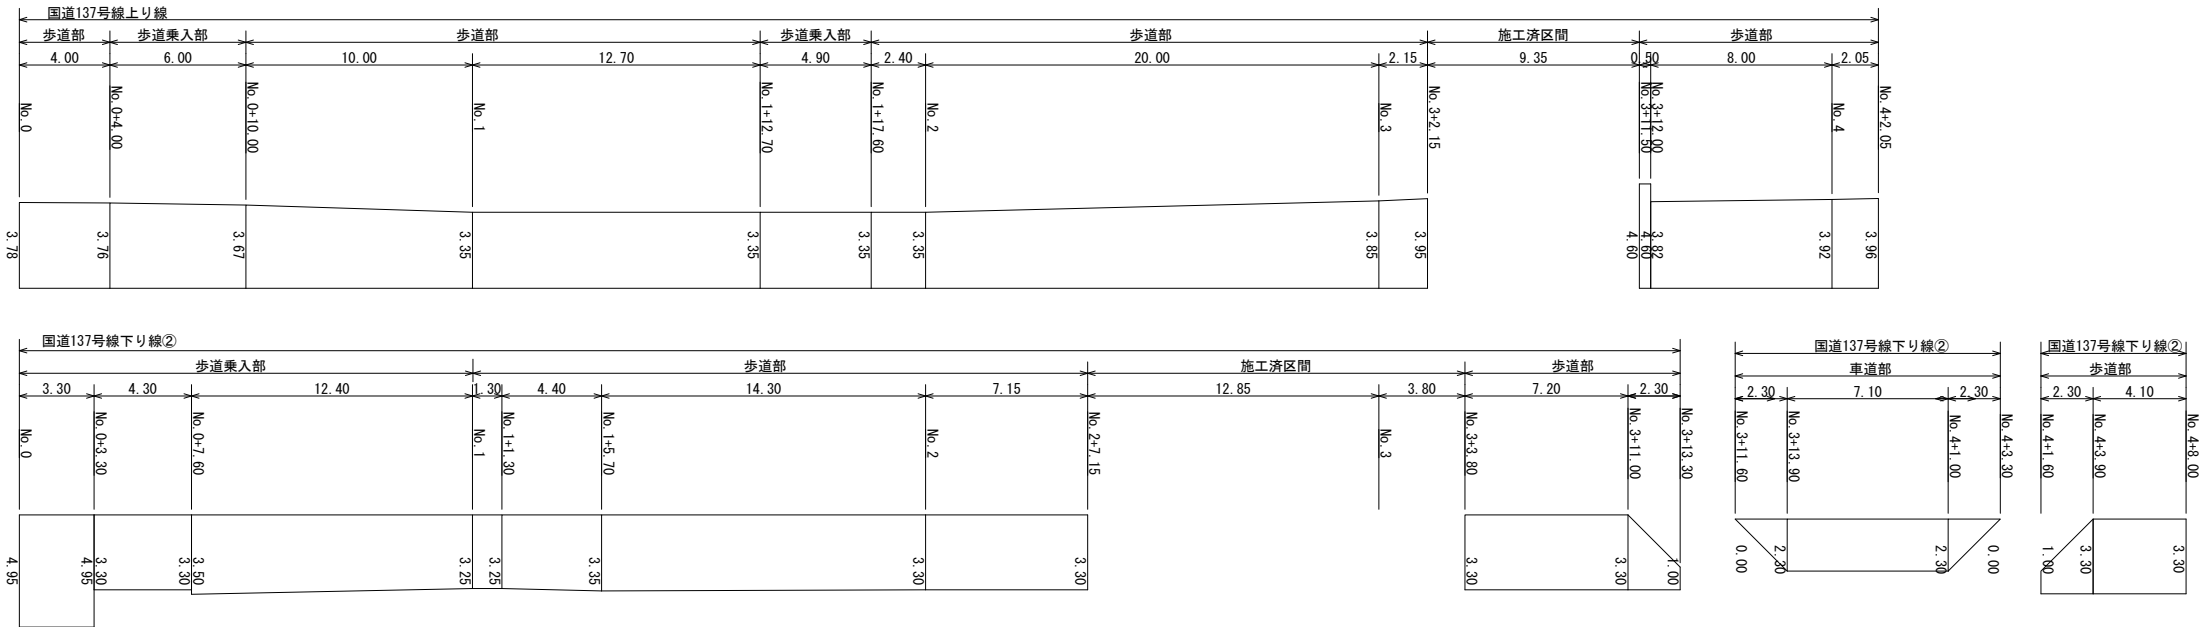 国道137号線上り線
歩道部 歩道乗入部 歩道部 歩道乗入部 歩道部 施工済区間 歩道部
4.00 6.00 10.00 12.70 4.90 2.40 20.00 2.15 9.35 0.50 8.00 2.05
No.0 No.0+4.00 No.0+10.00 No.1 No.1+12.70 No.1+17.60 No.2 No.3 No.3+2.15 No.3+11.50 No.3+12.00 No.4 No.4+2.05
3.78 3.76 3.67 3.35 3.35 3.35 3.35 3.85 3.95 4.60 4.60 3.82 3.92 3.96
国道137号線下り線② 国道137号線下り線② 国道137号線下り線②
歩道乗入部 歩道部 施工済区間 歩道部 車道部 歩道部
3.30 4.30 12.40 1.30 4.40 14.30 7.15 12.85 3.80 7.20 2.30 2.30 7.10 2.30 2.30 4.10
No.0 No.0+3.30 No.0+7.60 No.1 No.1+1.30 No.1+5.70 No.2 No.2+7.15 No.3 No.3+3.80 No.3+11.00 No.3+13.30 No.3+11.60 No.3+13.90 No.4+1.00 No.4+3.30 No.4+1.60 No.4+3.90 No.4+8.00
4.95 4.95 3.30 3.30 3.50 3.25 3.25 3.35 3.30 3.30 3.30 3.30 1.00 0.00 2.30 2.30 0.00 1.00 3.30 3.30